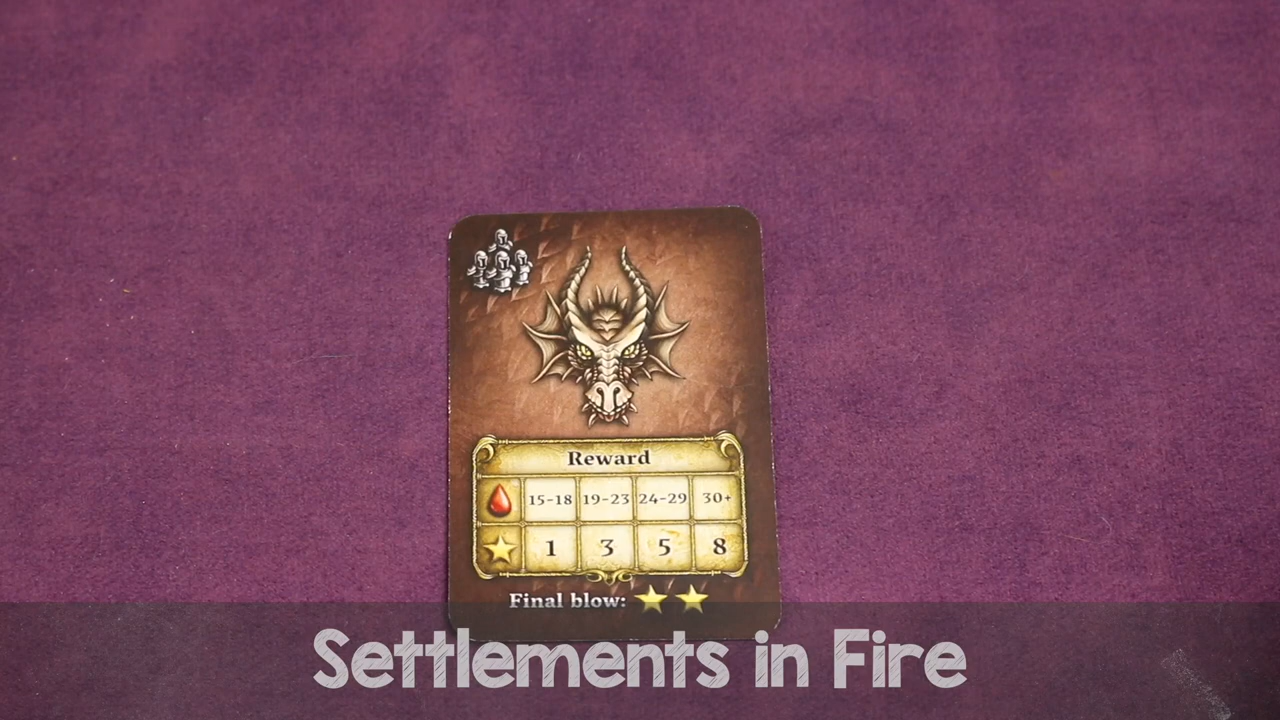 Reward
15-18 19-23 24-29 30+
1 3 5 8
Final blow:
Settlements in Fire